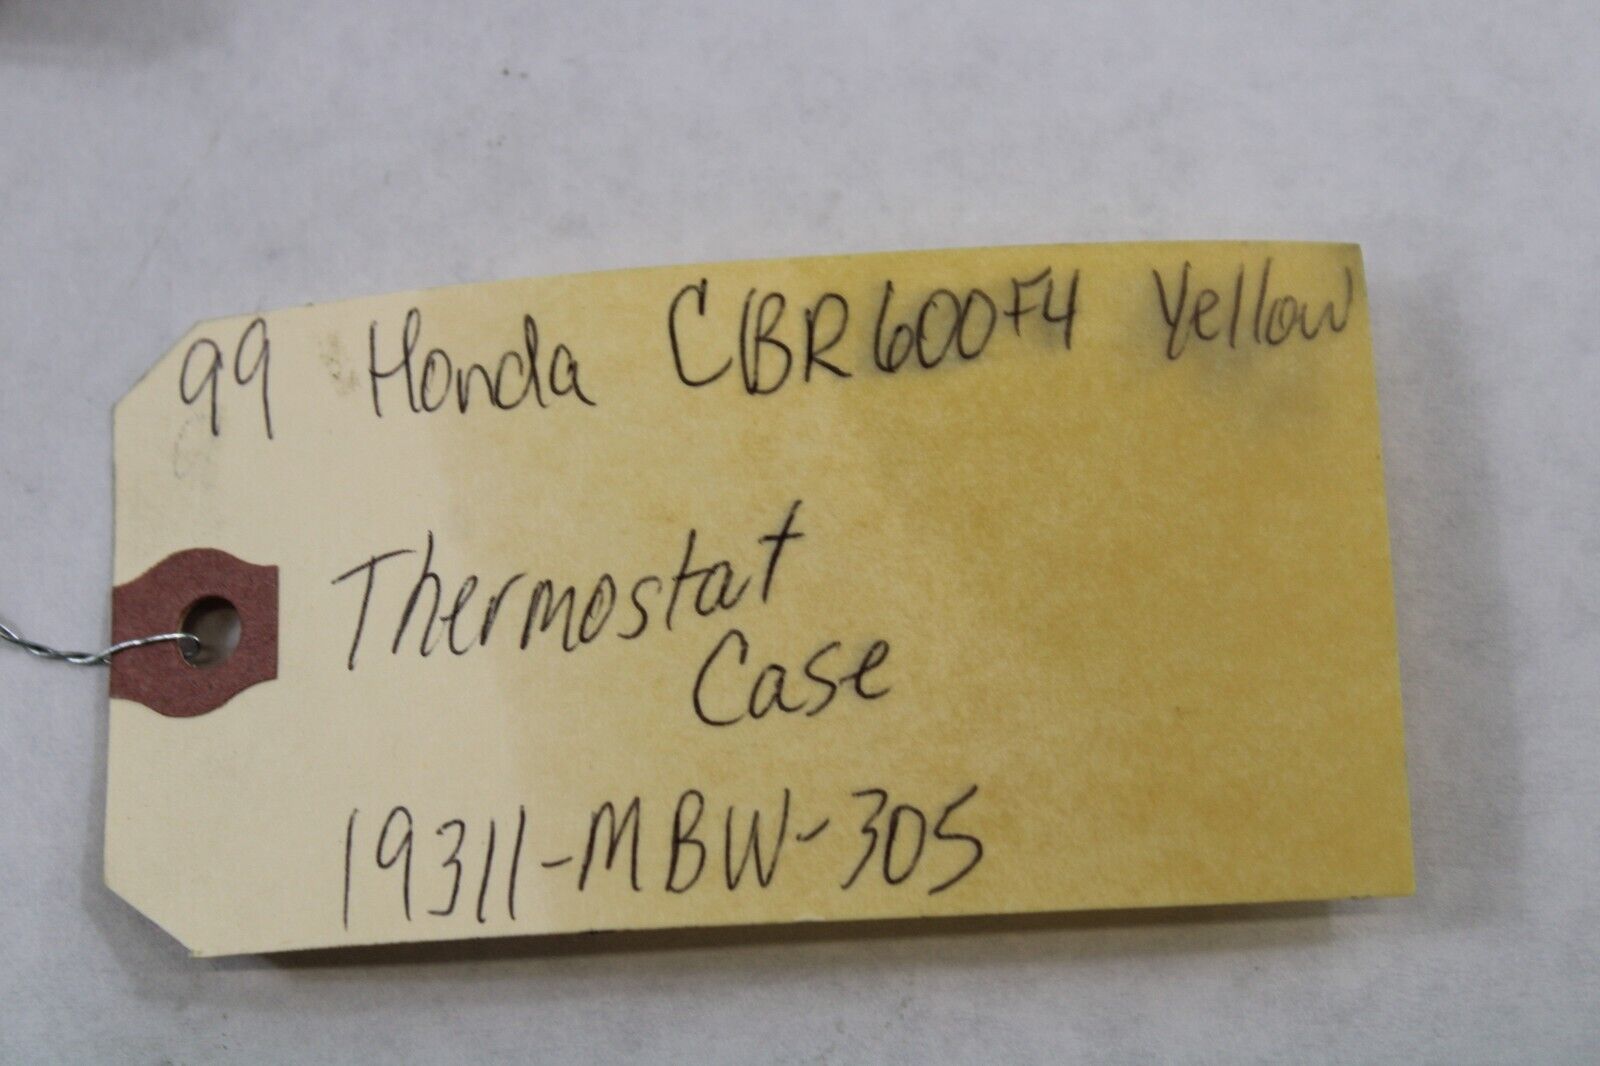 99 Honda CBR600F4 Yellow
Thermostat
Case
19311-MBW-305